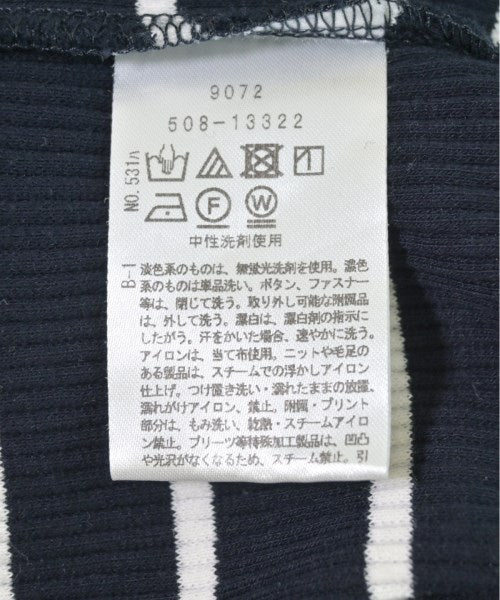 9072
508-13322
NO.531ハ
F
W
中性洗剤使用
B-1
淡色系のものは、無蛍光洗剤を使用。濃色
系のものは単品洗い。ボタン、ファスナー
等は、閉じて洗う。取り外し可能な附属品
は、外して洗う。漂白は、漂白剤の指示に
したがう。汗をかいた場合、速やかに洗う。
アイロンは、当て布使用。ニットや毛足の
ある製品は、スチームでの浮かしアイロン
仕上げ。つけ置き洗い・濡れたままの放置、
濡れがけアイロン、禁止。附属・プリント
部分は、もみ洗い、乾燥・スチームアイロ
ン禁止。プリーツ等特殊加工製品は、凹凸
や光沢がなくなるため、スチーム禁止。引